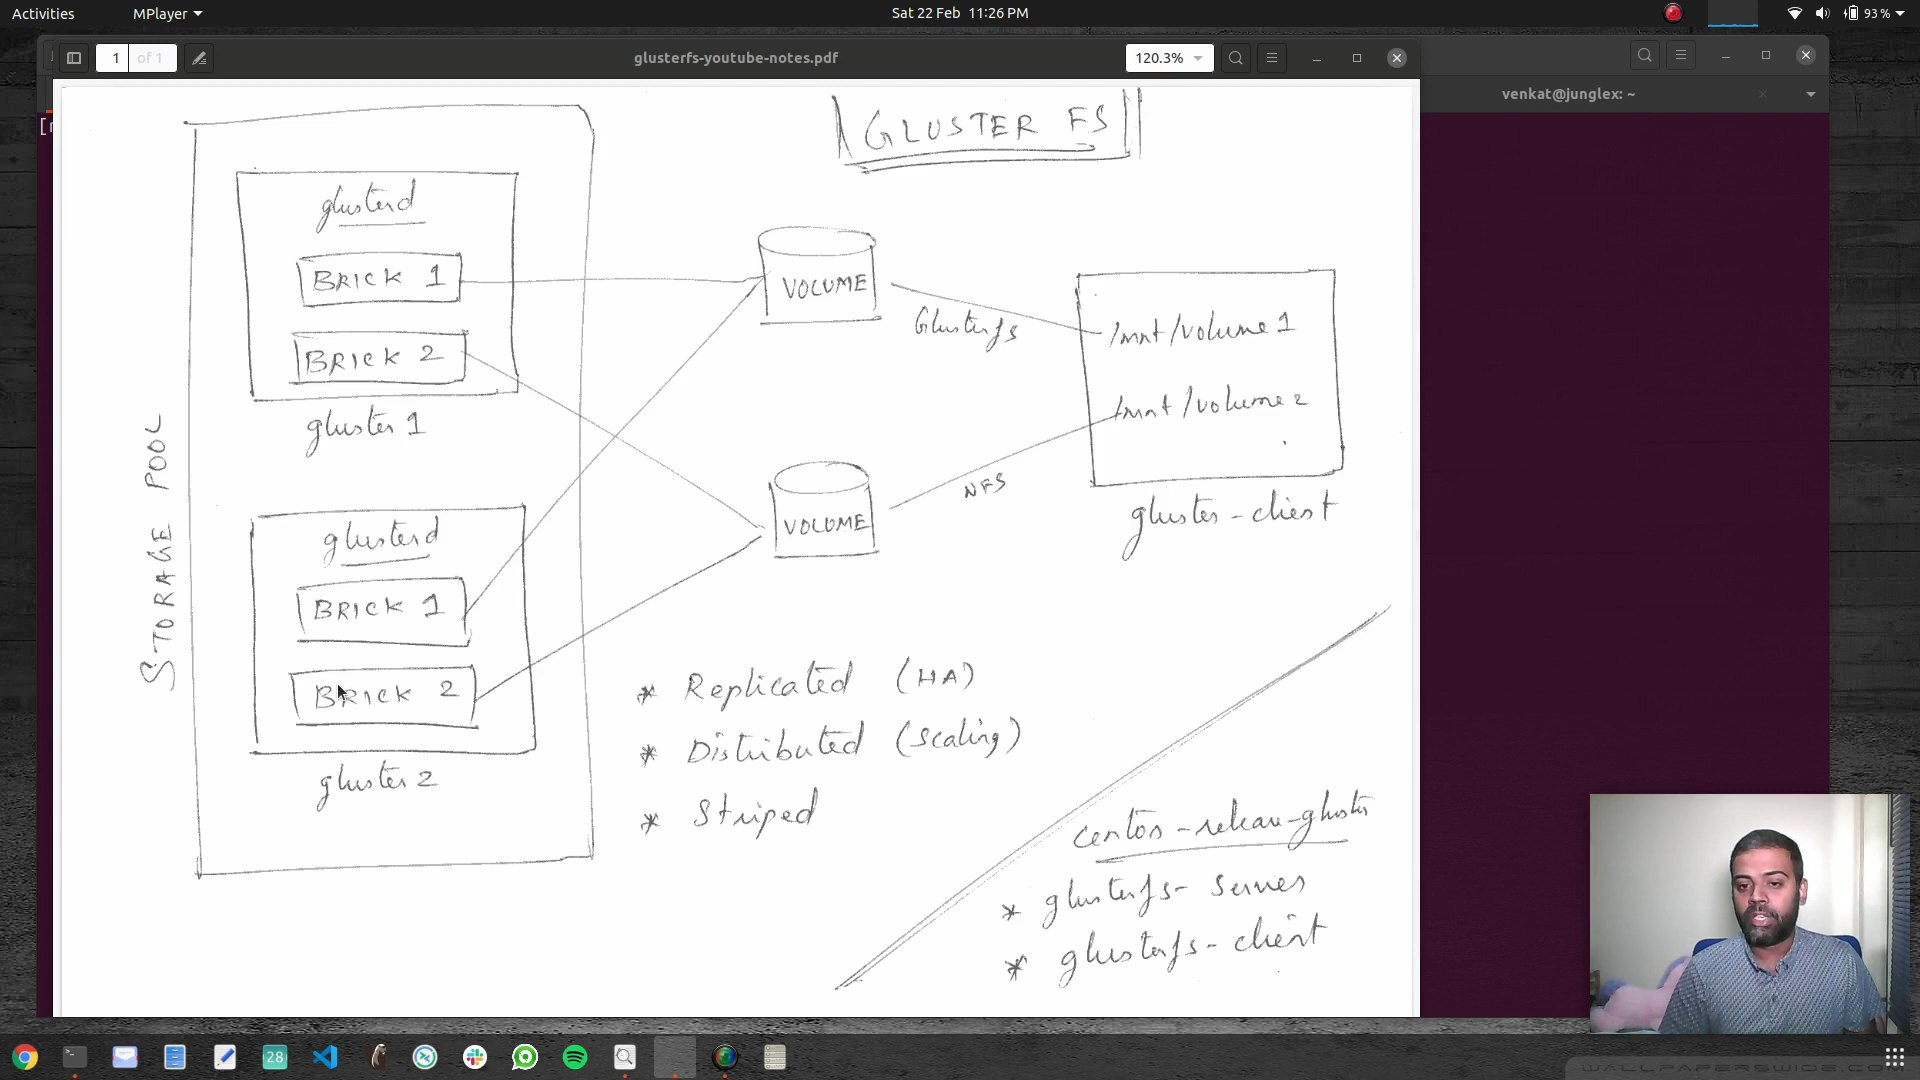 Activities
MPlayer
Sat 22 Feb 11:26 PM
93 %
1 of 1
glusterfs-youtube-notes.pdf
120.3%
venkat@junglex: ~
GLUSTER FS
STORAGE POOL
glusterd
BRICK 1
BRICK 2
gluster 1
glusterd
BRICK 1
BRICK 2
gluster 2
VOLUME
VOLUME
Glusterfs
NFS
/mnt/volume 1
/mnt/volume 2
gluster-client
* Replicated (HA)
* Distributed (scaling)
* Striped
centos-release-gluster
* glusterfs-server
* glusterfs-client
28
WALLPAPERSWIDE.COM